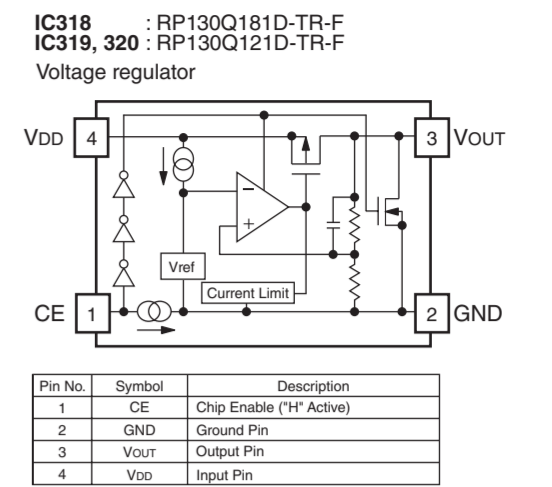 IC318 : RP130Q181D-TR-F
IC319, 320 : RP130Q121D-TR-F
Voltage regulator
VDD 4
3 VOUT
−
+
Vref
Current Limit
CE 1
2 GND
Pin No. Symbol Description
1 CE Chip Enable ("H" Active)
2 GND Ground Pin
3 VOUT Output Pin
4 VDD Input Pin